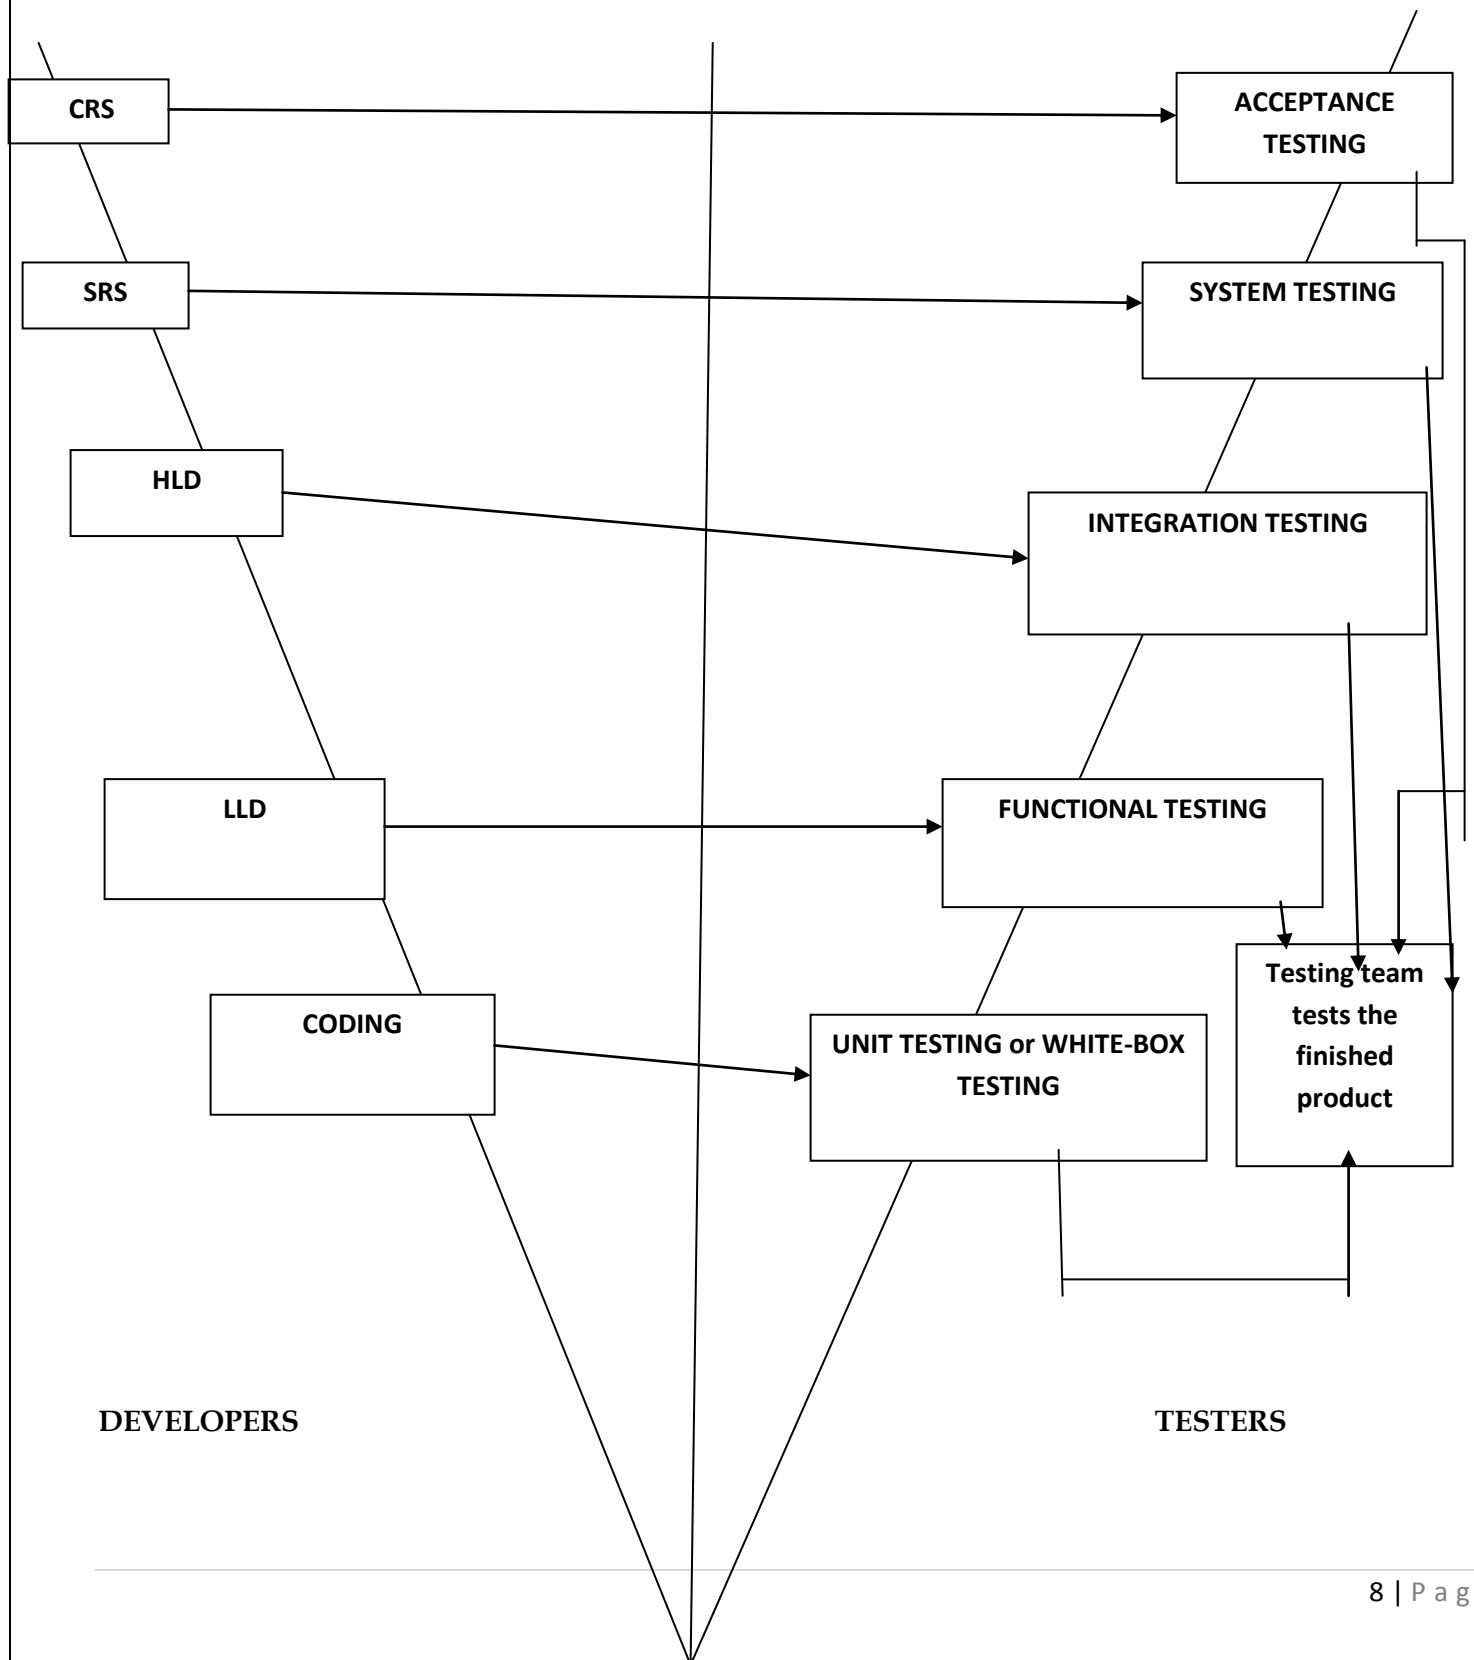 CRS
ACCEPTANCE
TESTING
SRS
SYSTEM TESTING
HLD
INTEGRATION TESTING
LLD
FUNCTIONAL TESTING
Testing team
tests the
finished
product
CODING
UNIT TESTING or WHITE-BOX
TESTING
DEVELOPERS
TESTERS
8 | P a g